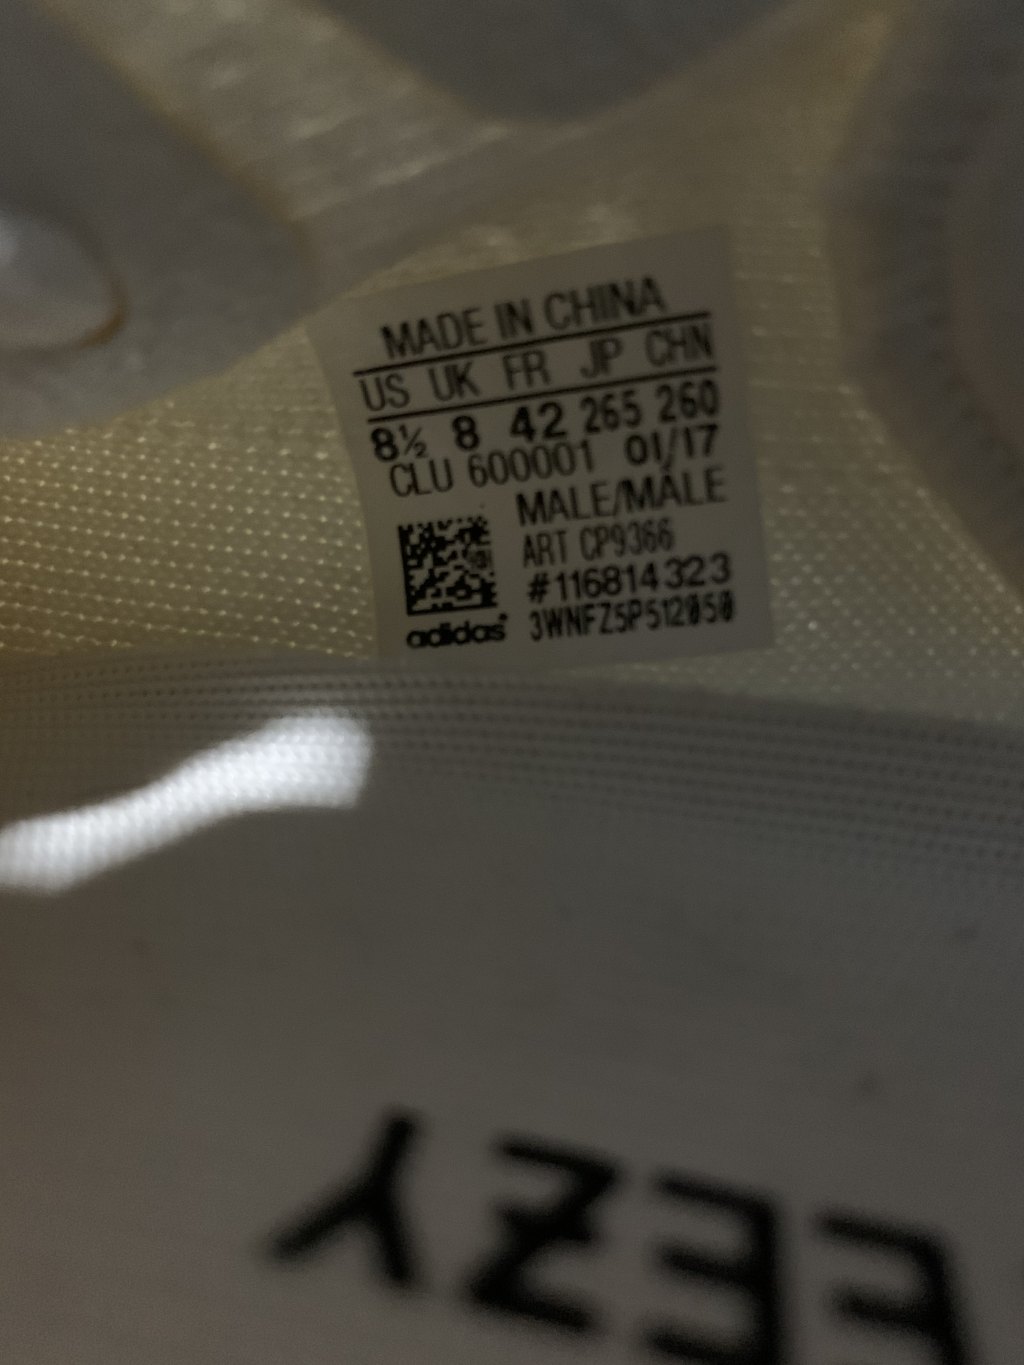 MADE IN CHINA
US UK FR JP CHN
8½ 8 42 265 260
CLU 600001 01/17
MALE/MÂLE
ART CP9366
#116814323
3WNFZ5P512050
adidas
YEEZY